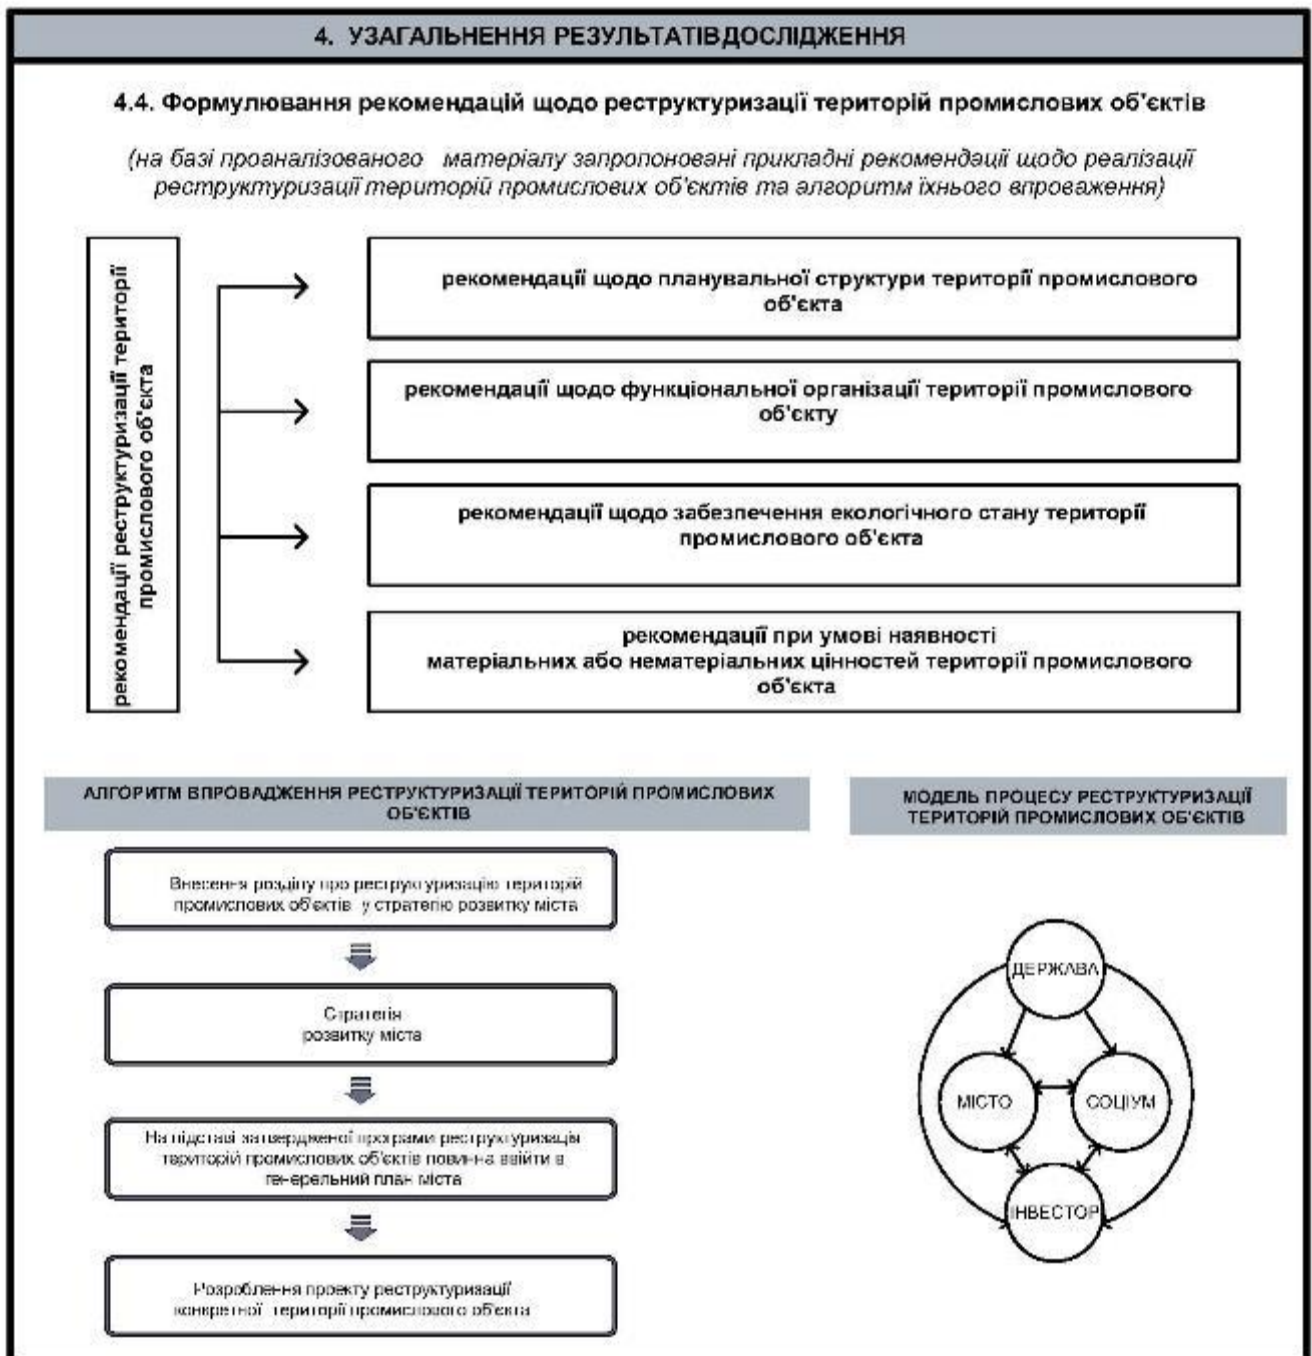 4. УЗАГАЛЬНЕННЯ РЕЗУЛЬТАТІВДОСЛІДЖЕННЯ
4.4. Формулювання рекомендацій щодо реструктуризації територій промислових об'єктів
(на базі проаналізованого матеріалу запропоновані прикладні рекомендації щодо реалізації
реструктуризації територій промислових об'єктів та алгоритм їхнього впроваження)
рекомендації реструктуризації території
промислового об'єкта
рекомендації щодо планувальної структури території промислового
об'єкта
рекомендації щодо функціональної організації території промислового
об'єкту
рекомендації щодо забезпечення екологічного стану території
промислового об'єкта
рекомендації при умові наявності
матеріальних або нематеріальних цінностей території промислового
об'єкта
АЛГОРИТМ ВПРОВАДЖЕННЯ РЕСТРУКТУРИЗАЦІЇ ТЕРИТОРІЙ ПРОМИСЛОВИХ
ОБ'ЄКТІВ
Внесення розділу про реструктуризацію територій
промислових об'єктів у стратегію розвитку міста
Стратегія
розвитку міста
На підставі затвердженої програми реструктуризація
територій промислових об'єктів повинна ввійти в
генеральний план міста
Розроблення проекту реструктуризації
конкретної території промислового об'єкта
МОДЕЛЬ ПРОЦЕСУ РЕСТРУКТУРИЗАЦІЇ
ТЕРИТОРІЙ ПРОМИСЛОВИХ ОБ'ЄКТІВ
ДЕРЖАВА
МІСТО
СОЦІУМ
ІНВЕСТОР